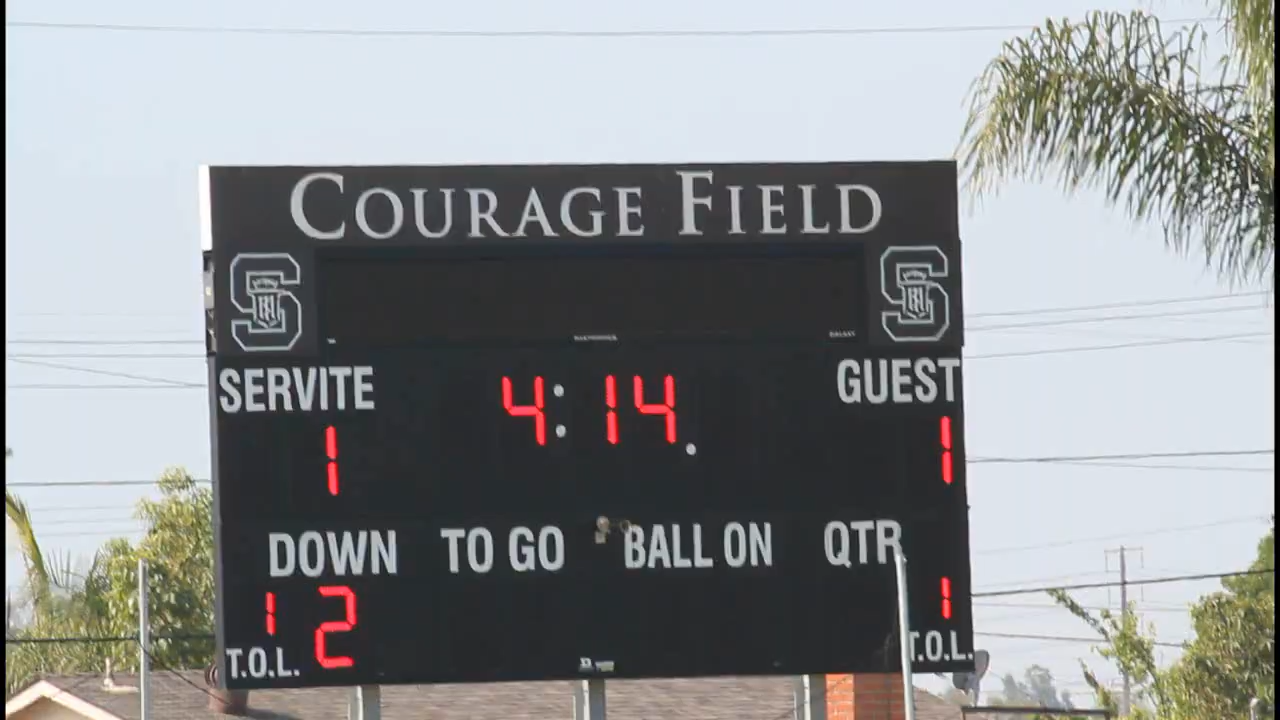 COURAGE FIELD
SERVITE 4:14. GUEST
1 1
DOWN TO GO BALL ON QTR
1 2 1
T.O.L. T.O.L.